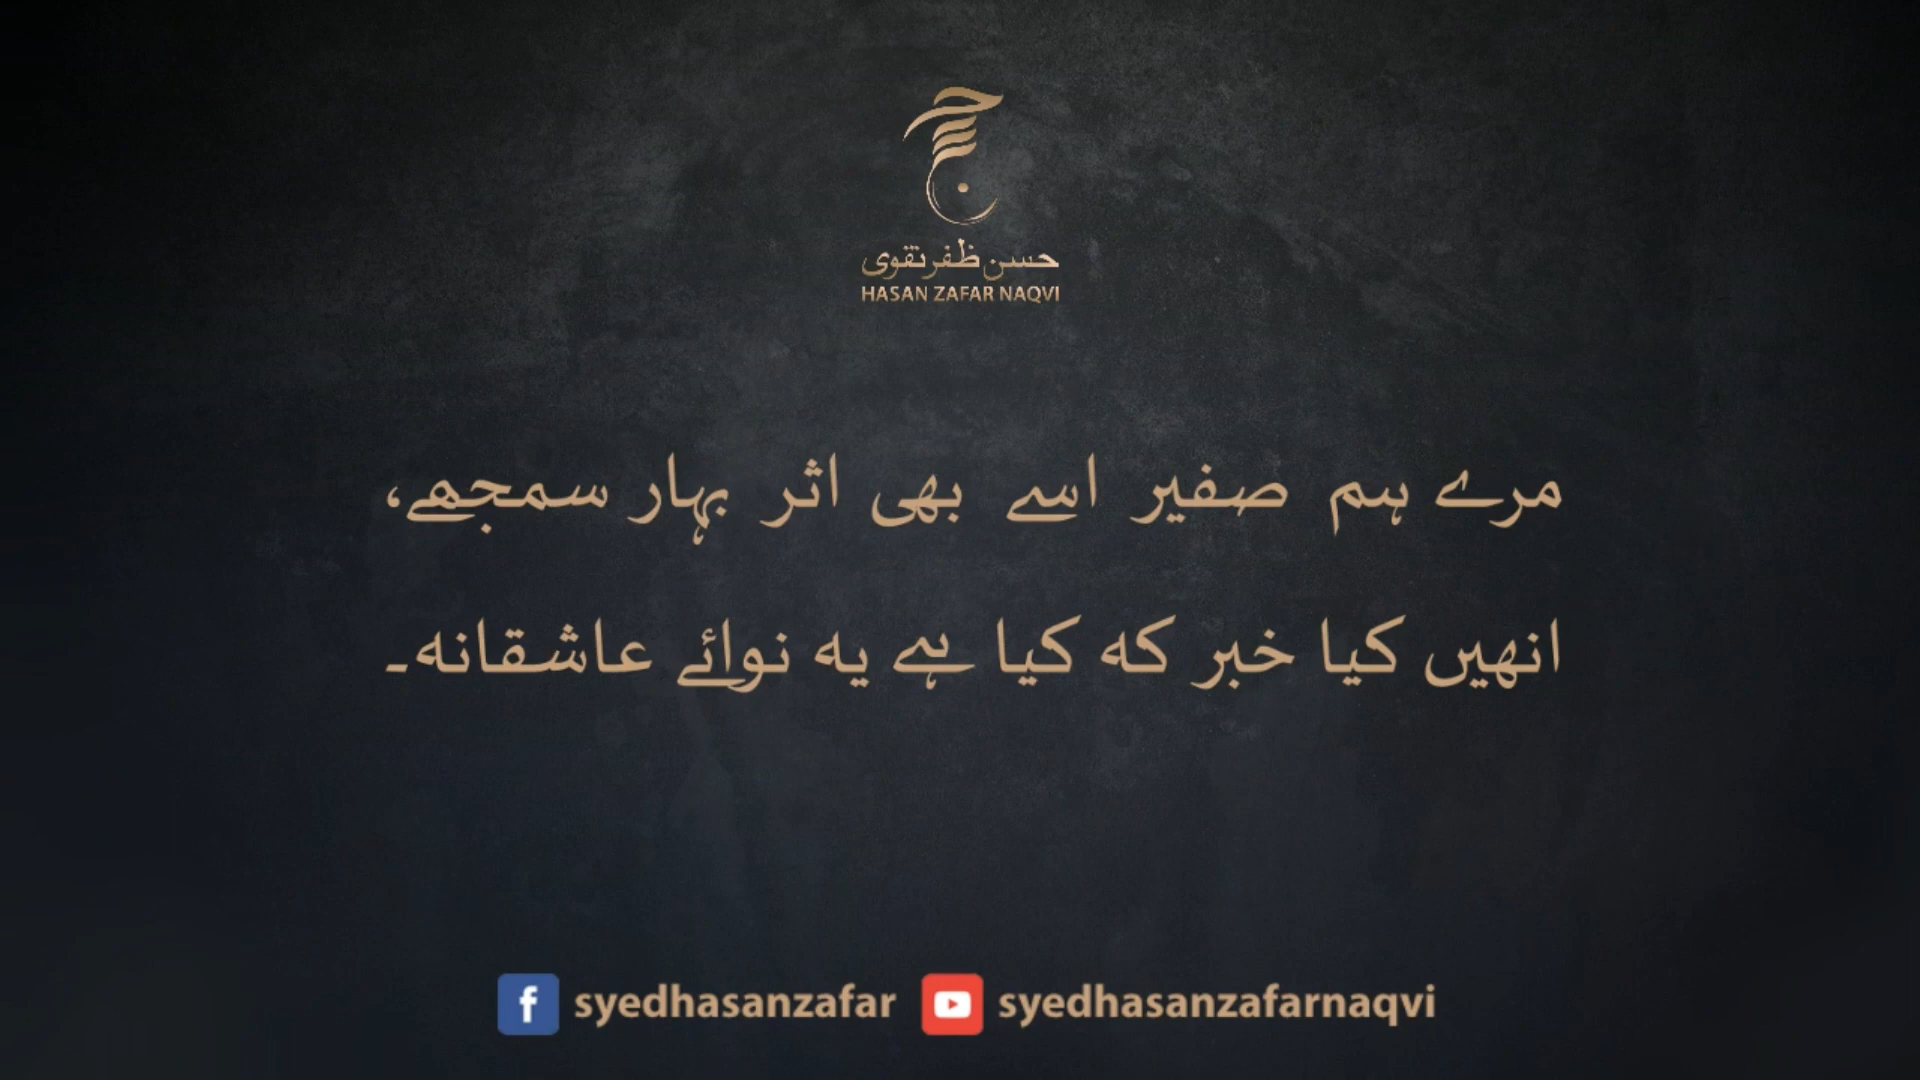 حسن ظفر نقوی
HASAN ZAFAR NAQVI
مرے ہم صفیر اسے بھی اثر بہار سمجھے،
انھیں کیا خبر کہ کیا ہے یہ نوائے عاشقانہ۔
syedhasanzafar syedhasanzafarnaqvi